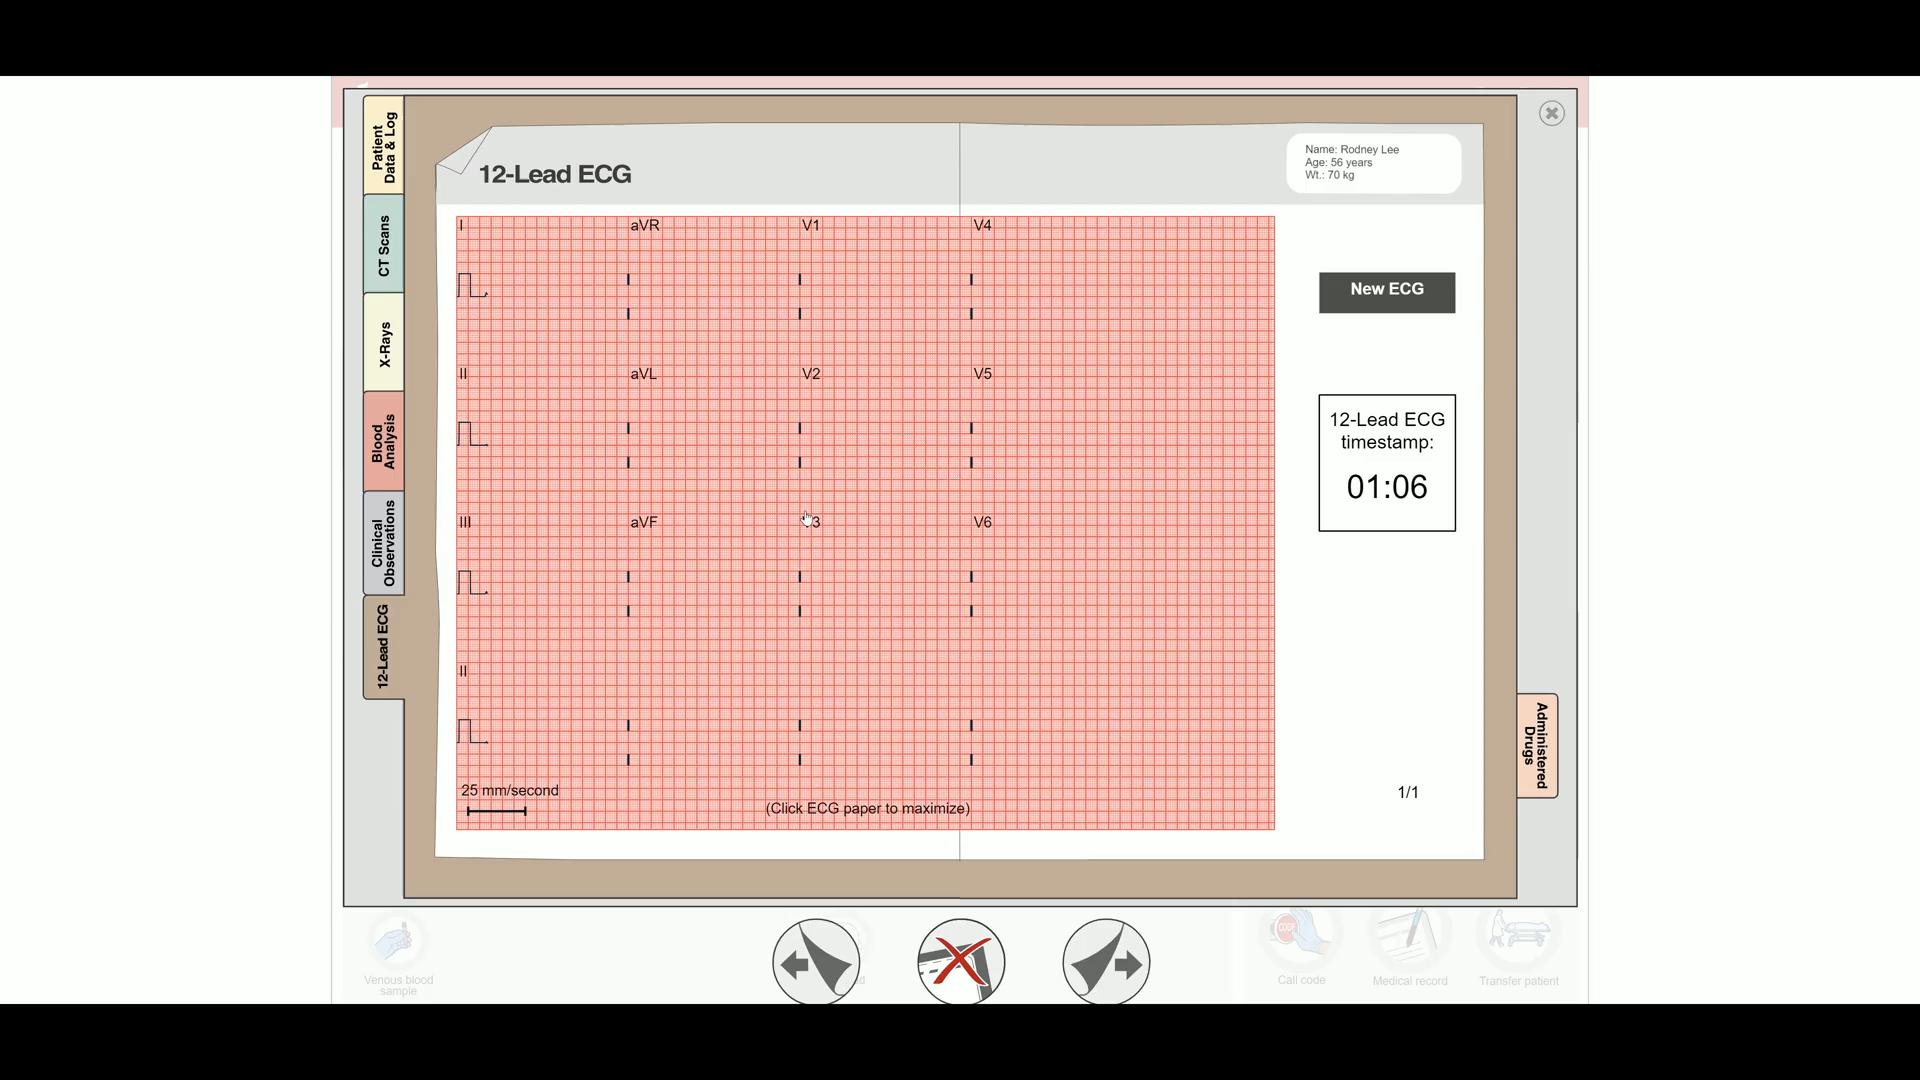 Patient
Data & Log
CT Scans
X-Rays
Blood
Analysis
Clinical
Observations
12-Lead ECG
12-Lead ECG
Name: Rodney Lee
Age: 56 years
Wt.: 70 kg
I aVR V1 V4
II aVL V2 V5
III aVF 3 V6
II
25 mm/second
(Click ECG paper to maximize)
New ECG
12-Lead ECG
timestamp:
01:06
1/1
Administered
Drugs
Venous blood
sample
Call code
Medical record
Transfer patient